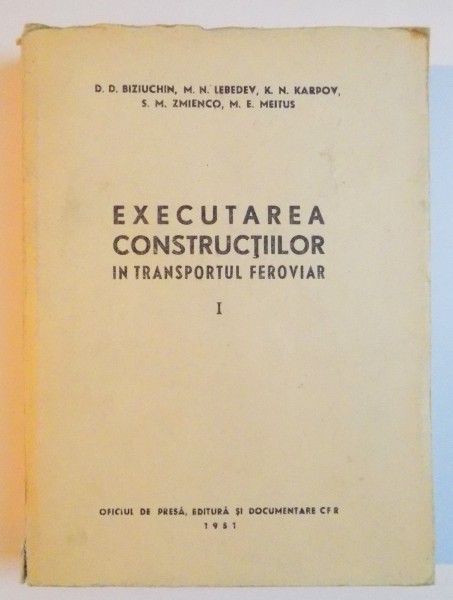 D. D. BIZIUCHIN, M. N. LEBEDEV, K. N. KARPOV,
S. M. ZMIENCO, M. E. MEITUS
EXECUTAREA
CONSTRUCŢIILOR
IN TRANSPORTUL FEROVIAR
I
OFICIUL DE PRESĂ, EDITURĂ ŞI DOCUMENTARE CFR
1951